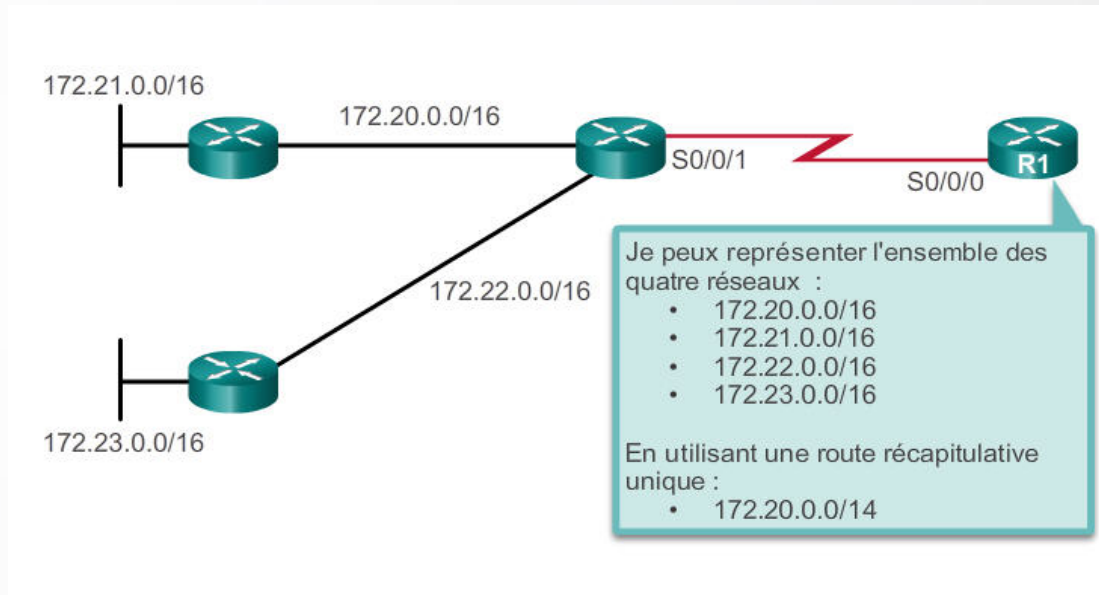 172.21.0.0/16
172.20.0.0/16
S0/0/1
S0/0/0
R1
172.22.0.0/16
172.23.0.0/16
Je peux représenter l'ensemble des
quatre réseaux :
• 172.20.0.0/16
• 172.21.0.0/16
• 172.22.0.0/16
• 172.23.0.0/16
En utilisant une route récapitulative
unique :
• 172.20.0.0/14